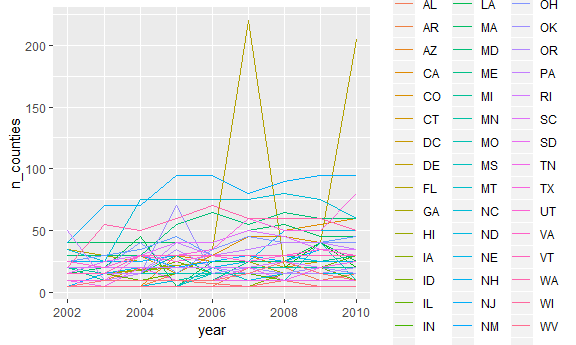 AL LA OH
AR MA OK
AZ MD OR
CA ME PA
CO MI RI
CT MN SC
DC MO SD
DE MS TN
FL MT TX
GA NC UT
HI ND VA
IA NE VT
ID NH WA
IL NJ WI
IN NM WV
n_counties
200
150
100
50
0
2002 2004 2006 2008 2010
year